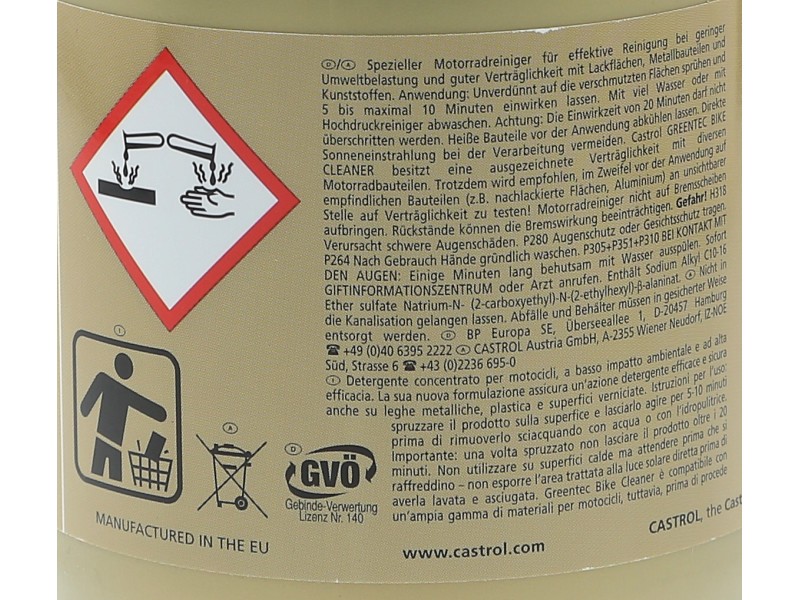 Ⓓ/Ⓐ Spezieller Motorradreiniger für effektive Reinigung bei geringer
Umweltbelastung und guter Verträglichkeit mit Lackflächen, Metallbauteilen und
Kunststoffen. Anwendung: Unverdünnt auf die verschmutzten Flächen sprühen und
5 bis maximal 10 Minuten einwirken lassen. Mit viel Wasser oder mit
Hochdruckreiniger abwaschen. Achtung: Die Einwirkzeit von 20 Minuten darf nicht
überschritten werden. Heiße Bauteile vor der Anwendung abkühlen lassen. Direkte
Sonneneinstrahlung bei der Verarbeitung vermeiden. Castrol GREENTEC BIKE
CLEANER besitzt eine ausgezeichnete Verträglichkeit mit diversen
Motorradbauteilen. Trotzdem wird empfohlen, im Zweifel vor der Anwendung auf
empfindlichen Bauteilen (z.B. nachlackierte Flächen, Aluminium) an unsichtbarer
Stelle auf Verträglichkeit zu testen! Motorradreiniger nicht auf Bremsscheiben
aufbringen. Rückstände können die Bremswirkung beeinträchtigen. Gefahr! H318
Verursacht schwere Augenschäden. P280 Augenschutz oder Gesichtsschutz tragen.
P264 Nach Gebrauch Hände gründlich waschen. P305+P351+P310 BEI KONTAKT MIT
DEN AUGEN: Einige Minuten lang behutsam mit Wasser ausspülen. Sofort
GIFTINFORMATIONSZENTRUM oder Arzt anrufen. Enthält Sodium Alkyl C10-16
Ether sulfate Natrium-N- (2-carboxyethyl)-N-(2-ethylhexyl)-β-alaninat. Ⓐ Nicht in
die Kanalisation gelangen lassen. Abfälle und Behälter müssen in gesicherter Weise
entsorgt werden. Ⓓ BP Europa SE, Überseeallee 1, D-20457 Hamburg
☎ +49 (0)40 6395 2222 Ⓐ CASTROL Austria GmbH, A-2355 Wiener Neudorf, IZ-NOE
Süd, Strasse 6 ☎ +43 (0)2236 695-0
Ⓘ Detergente concentrato per motocicli, a basso impatto ambientale e ad alta
efficacia. La sua nuova formulazione assicura un'azione detergente efficace e sicura
anche su leghe metalliche, plastica e superfici verniciate. Istruzioni per l'uso:
spruzzare il prodotto sulla superfice e lasciarlo agire per 5-10 minuti
prima di rimuoverlo sciacquando con acqua o con l'idropulitrice.
Importante: una volta spruzzato non lasciare il prodotto oltre i 20
minuti. Non utilizzare su superfici calde ma attendere prima che si
raffreddino – non esporre l'area trattata alla luce solare diretta prima di
averla lavata e asciugata. Greentec Bike Cleaner è compatibile con
un'ampia gamma di materiali per motocicli, tuttavia, prima di procede
Ⓘ
Ⓐ
Ⓓ
GVÖ
Gebinde-Verwertung
Lizenz Nr. 140
MANUFACTURED IN THE EU
www.castrol.com
CASTROL, the Cast